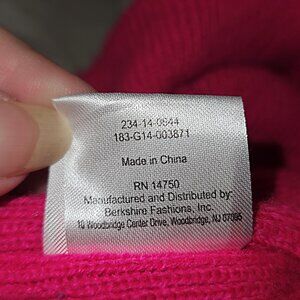 234-14-0944
183-G14-003871
Made in China
RN 14750
Manufactured and Distributed by:
Berkshire Fashions, Inc.
10 Woodbridge Center Drive, Woodbridge, NJ 07095